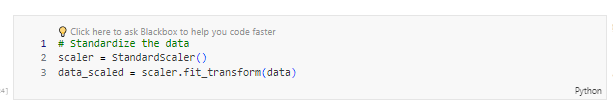 Click here to ask Blackbox to help you code faster
1 # Standardize the data
2 scaler = StandardScaler()
3 data_scaled = scaler.fit_transform(data)
4]
Python